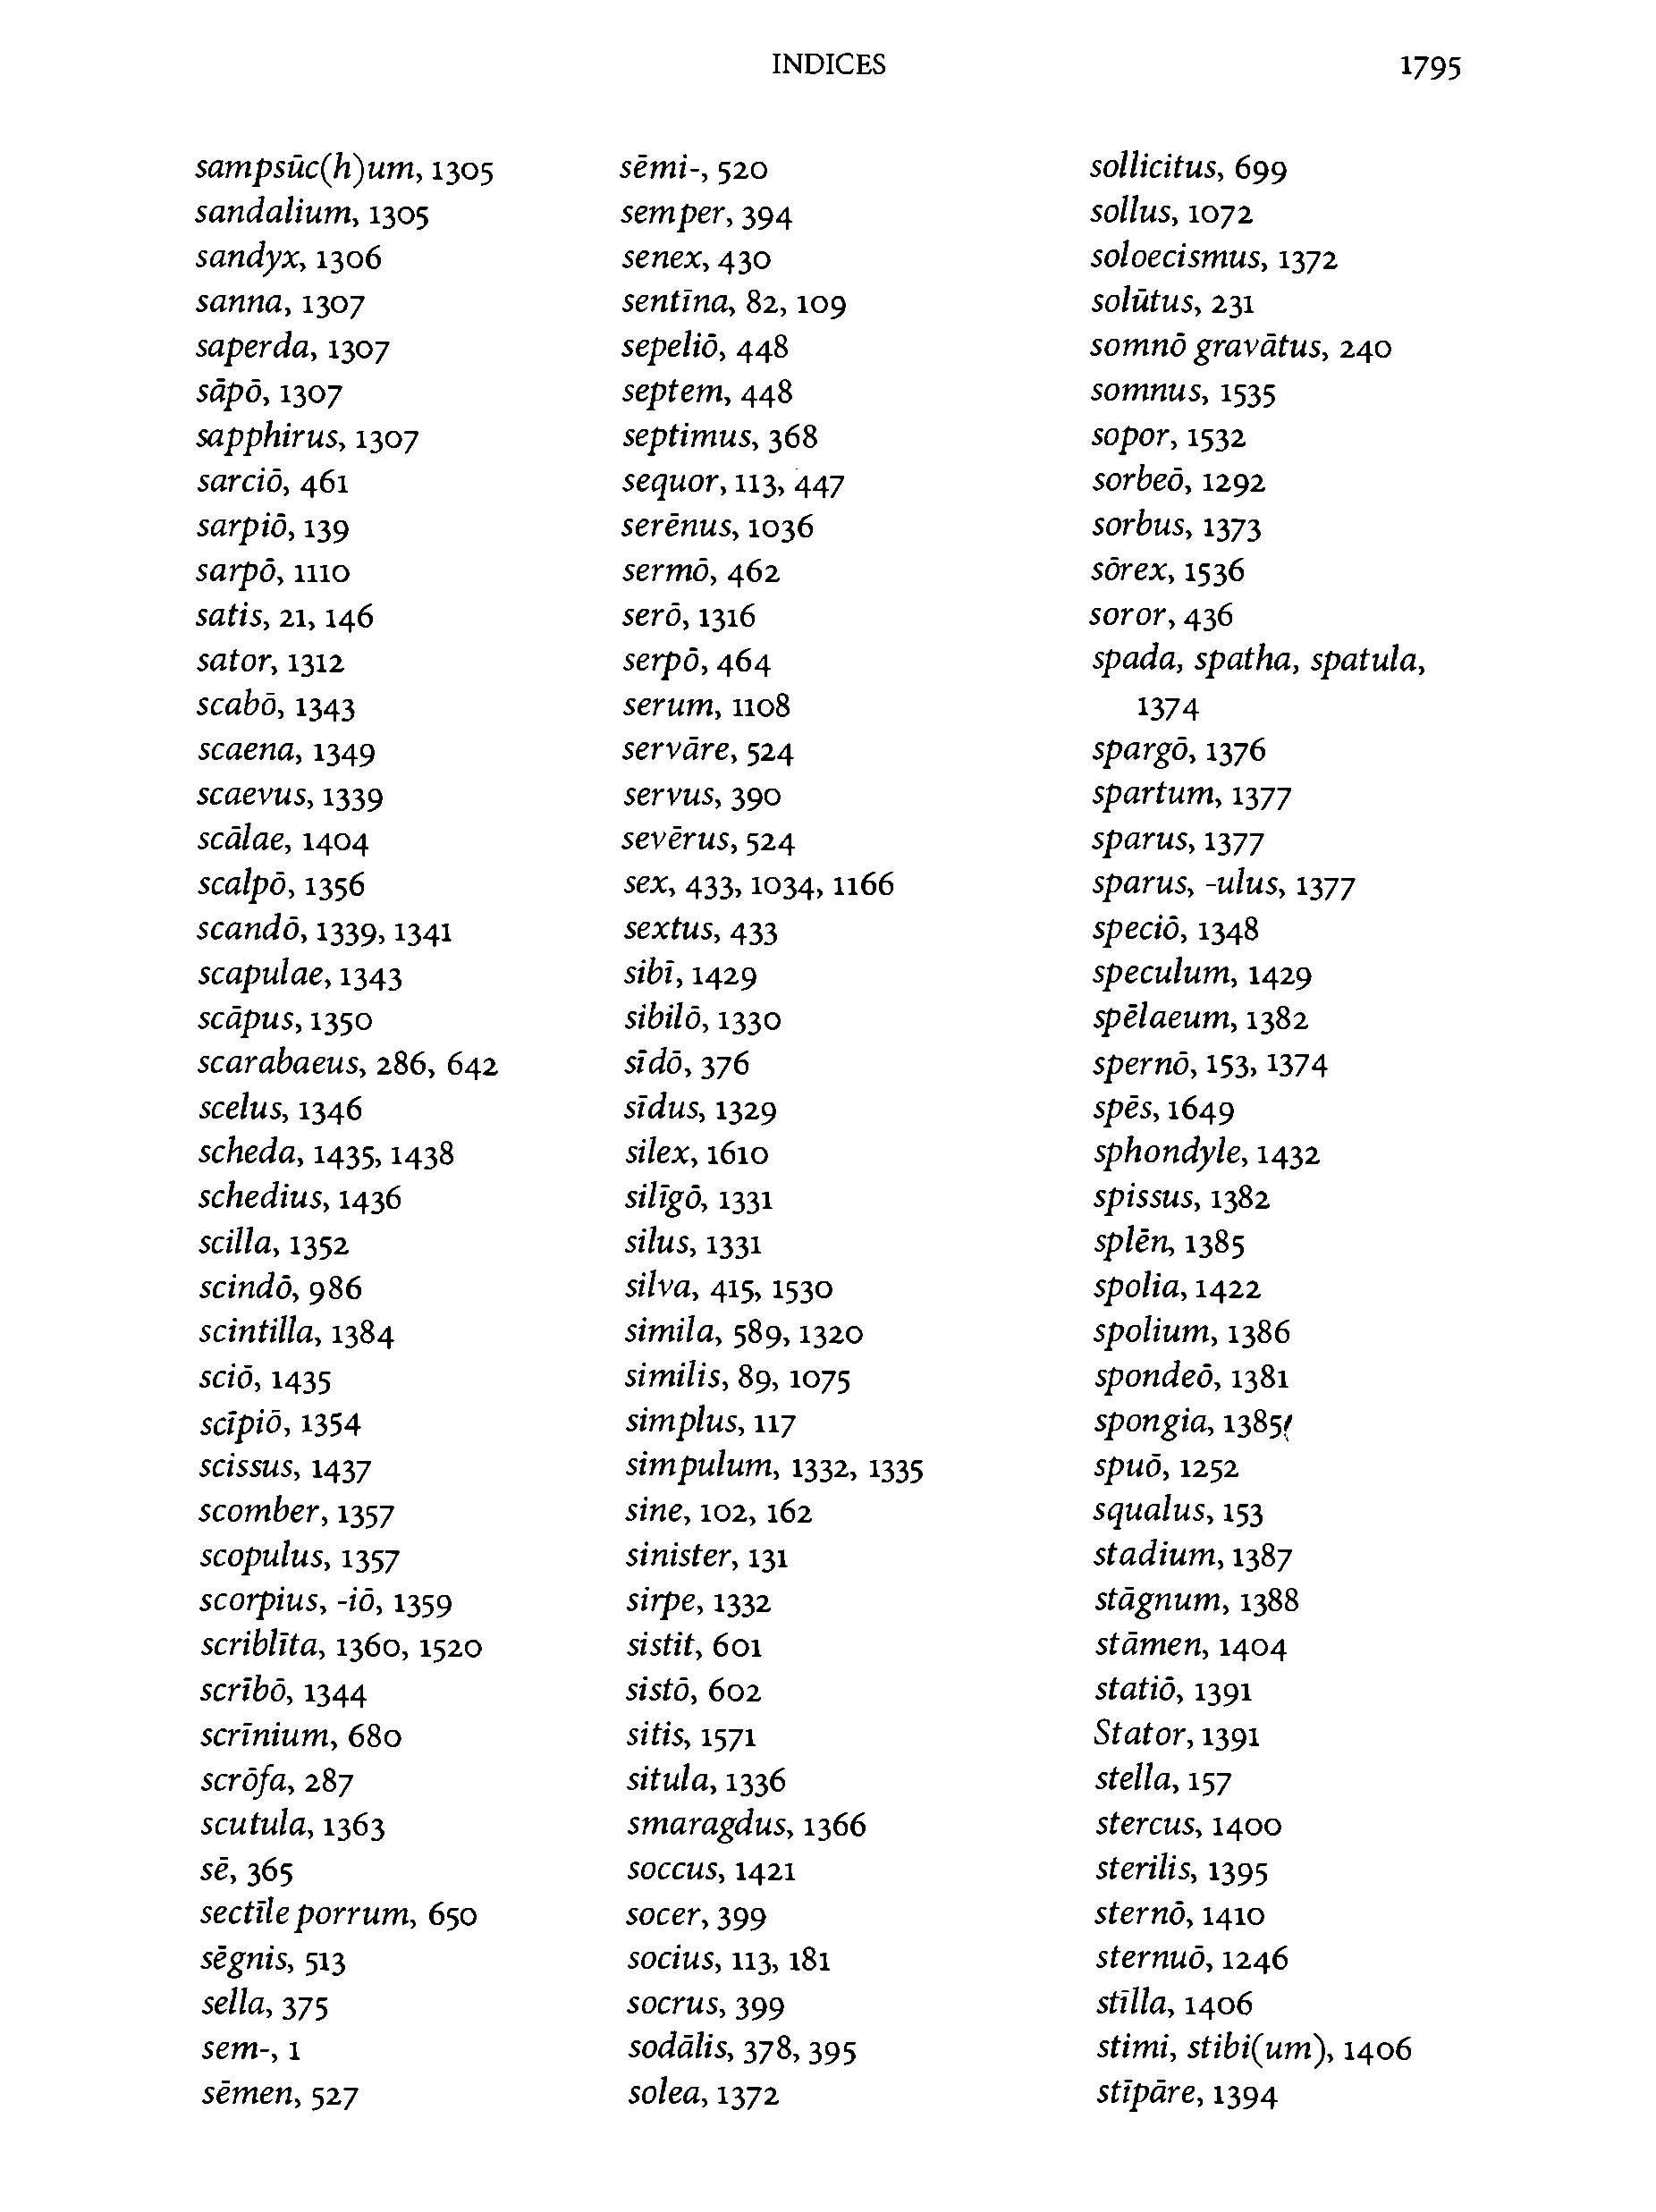 INDICES
1795
sampsūc(h)um, 1305
sandalium, 1305
sandyx, 1306
sanna, 1307
saperda, 1307
sāpō, 1307
sapphirus, 1307
sarciō, 461
sarpiō, 139
sarpō, 1110
satis, 21, 146
sator, 1312
scabō, 1343
scaena, 1349
scaevus, 1339
scālae, 1404
scalpō, 1356
scandō, 1339, 1341
scapulae, 1343
scāpus, 1350
scarabaeus, 286, 642
scelus, 1346
scheda, 1435, 1438
schedius, 1436
scilla, 1352
scindō, 986
scintilla, 1384
sciō, 1435
scīpiō, 1354
scissus, 1437
scomber, 1357
scopulus, 1357
scorpius, -iō, 1359
scriblīta, 1360, 1520
scrībō, 1344
scrīnium, 680
scrōfa, 287
scutula, 1363
sē, 365
sectīle porrum, 650
sēgnis, 513
sella, 375
sem-, 1
sēmen, 527
sēmi-, 520
semper, 394
senex, 430
sentīna, 82, 109
sepeliō, 448
septem, 448
septimus, 368
sequor, 113, 447
serēnus, 1036
sermō, 462
serō, 1316
serpō, 464
serum, 1108
servāre, 524
servus, 390
sevērus, 524
sex, 433, 1034, 1166
sextus, 433
sibī, 1429
sibilō, 1330
sīdō, 376
sīdus, 1329
silex, 1610
silīgō, 1331
silus, 1331
silva, 415, 1530
simila, 589, 1320
similis, 89, 1075
simplus, 117
simpulum, 1332, 1335
sine, 102, 162
sinister, 131
sirpe, 1332
sistit, 601
sistō, 602
sitis, 1571
situla, 1336
smaragdus, 1366
soccus, 1421
socer, 399
socius, 113, 181
socrus, 399
sodālis, 378, 395
solea, 1372
sollicitus, 699
sollus, 1072
soloecismus, 1372
solūtus, 231
somnō gravātus, 240
somnus, 1535
sopor, 1532
sorbeō, 1292
sorbus, 1373
sōrex, 1536
soror, 436
spada, spatha, spatula,
1374
spargō, 1376
spartum, 1377
sparus, 1377
sparus, -ulus, 1377
speciō, 1348
speculum, 1429
spēlaeum, 1382
spernō, 153, 1374
spēs, 1649
sphondyle, 1432
spissus, 1382
splēn, 1385
spolia, 1422
spolium, 1386
spondeō, 1381
spongia, 1385
spuō, 1252
squalus, 153
stadium, 1387
stāgnum, 1388
stāmen, 1404
statiō, 1391
Stator, 1391
stella, 157
stercus, 1400
sterilis, 1395
sternō, 1410
sternuō, 1246
stīlla, 1406
stimi, stibi(um), 1406
stīpāre, 1394